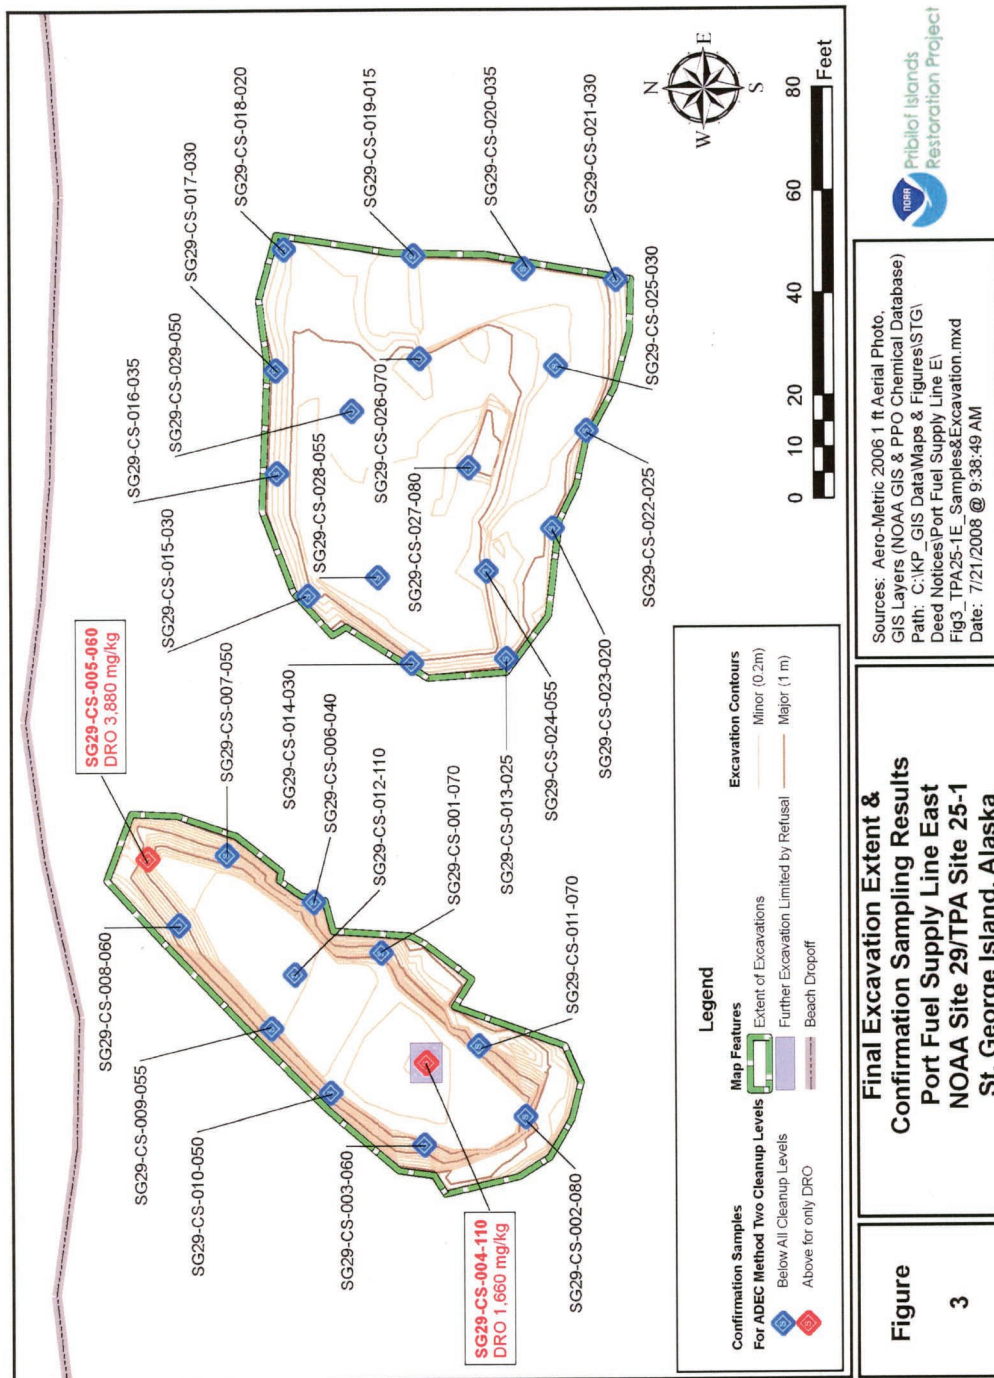 SG29-CS-005-060
DRO 3,880 mg/kg
SG29-CS-007-050
SG29-CS-008-060
SG29-CS-009-055
SG29-CS-010-050
SG29-CS-003-060
SG29-CS-004-110
DRO 1,660 mg/kg
SG29-CS-002-080
SG29-CS-014-030
SG29-CS-006-040
SG29-CS-012-110
SG29-CS-001-070
SG29-CS-013-025
SG29-CS-011-070
SG29-CS-015-030
SG29-CS-016-035
SG29-CS-029-050
SG29-CS-017-030
SG29-CS-018-020
SG29-CS-019-015
SG29-CS-020-035
SG29-CS-021-030
SG29-CS-028-055
SG29-CS-026-070
SG29-CS-027-080
SG29-CS-025-030
SG29-CS-022-025
SG29-CS-023-020
SG29-CS-024-055
N
E
S
W
0 10 20 40 60 80
Feet
Legend
Confirmation Samples
For ADEC Method Two Cleanup Levels
Below All Cleanup Levels
Above for only DRO
Map Features
Extent of Excavations
Further Excavation Limited by Refusal
Beach Dropoff
Excavation Contours
Minor (0.2m)
Major (1 m)
Figure
3
Final Excavation Extent &
Confirmation Sampling Results
Port Fuel Supply Line East
NOAA Site 29/TPA Site 25-1
St. George Island, Alaska
Sources: Aero-Metric 2006 1 ft Aerial Photo,
GIS Layers (NOAA GIS & PPO Chemical Database)
Path: C:\KP_GIS Data\Maps & Figures\STG\
Deed Notices\Port Fuel Supply Line E\
Fig3_TPA25-1E_Samples&Excavation.mxd
Date: 7/21/2008 @ 9:38:49 AM
NOAA
Pribilof Islands
Restoration Project